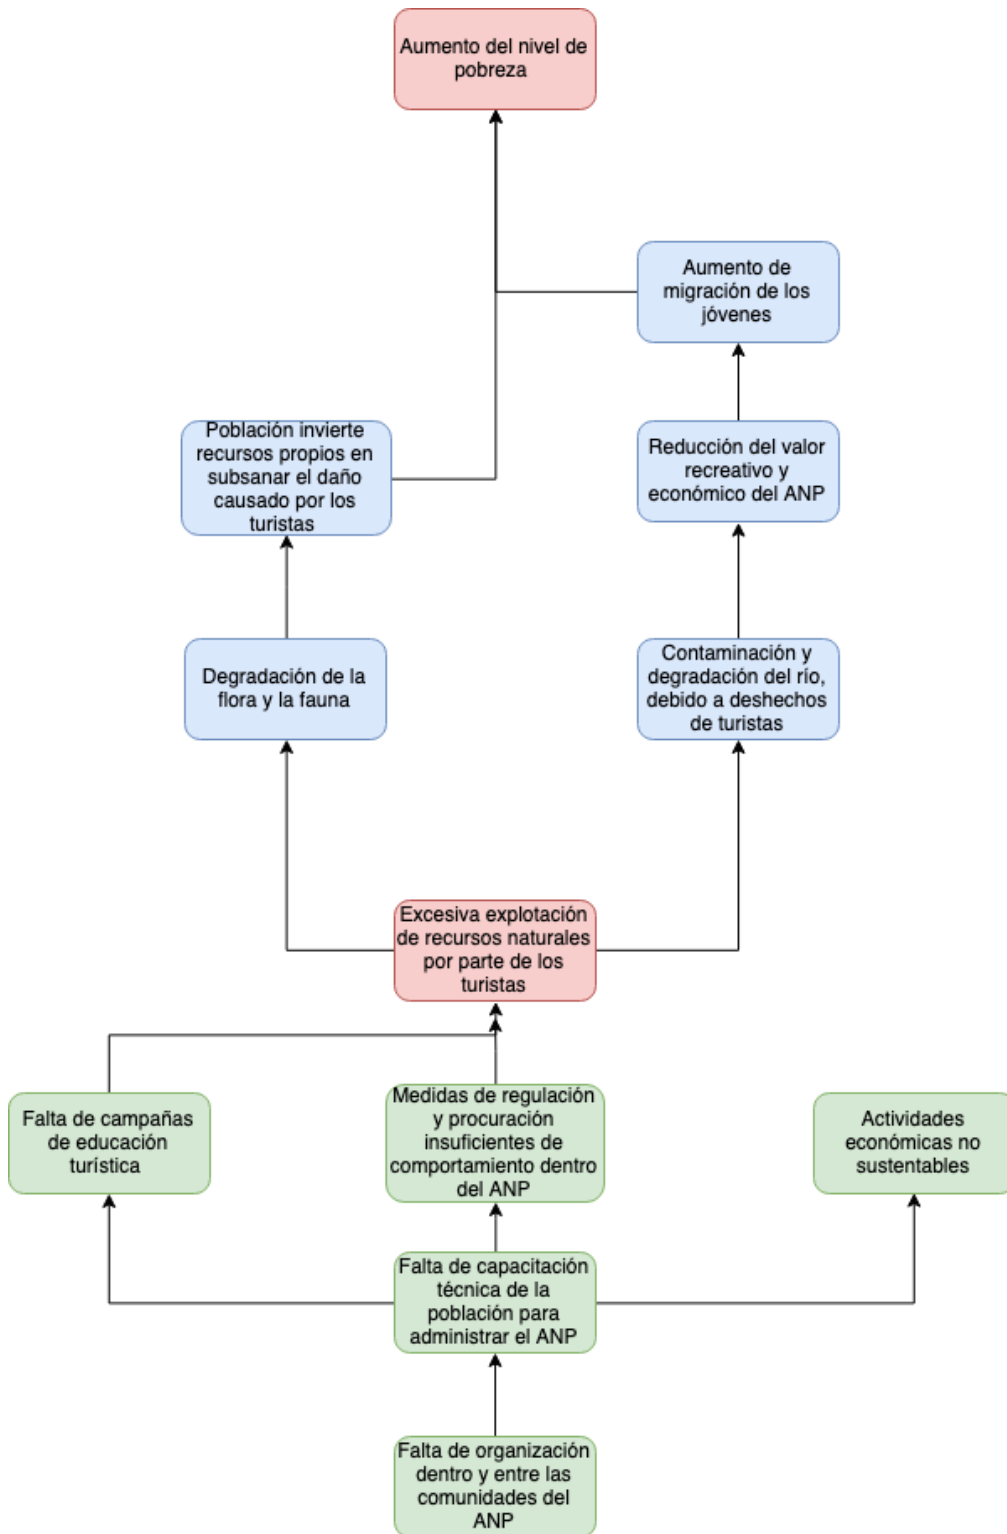 Aumento del nivel de
pobreza
Aumento de
migración de los
jóvenes
Población invierte
recursos propios en
subsanar el daño
causado por los
turistas
Reducción del valor
recreativo y
económico del ANP
Degradación de la
flora y la fauna
Contaminación y
degradación del río,
debido a deshechos
de turistas
Excesiva explotación
de recursos naturales
por parte de los
turistas
Falta de campañas
de educación
turística
Medidas de regulación
y procuración
insuficientes de
comportamiento dentro
del ANP
Actividades
económicas no
sustentables
Falta de capacitación
técnica de la
población para
administrar el ANP
Falta de organización
dentro y entre las
comunidades del
ANP